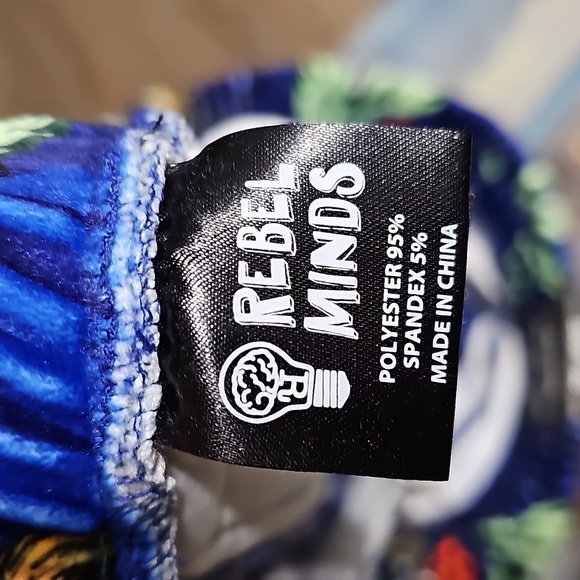 REBEL
MINDS
POLYESTER 95%
SPANDEX 5%
MADE IN CHINA